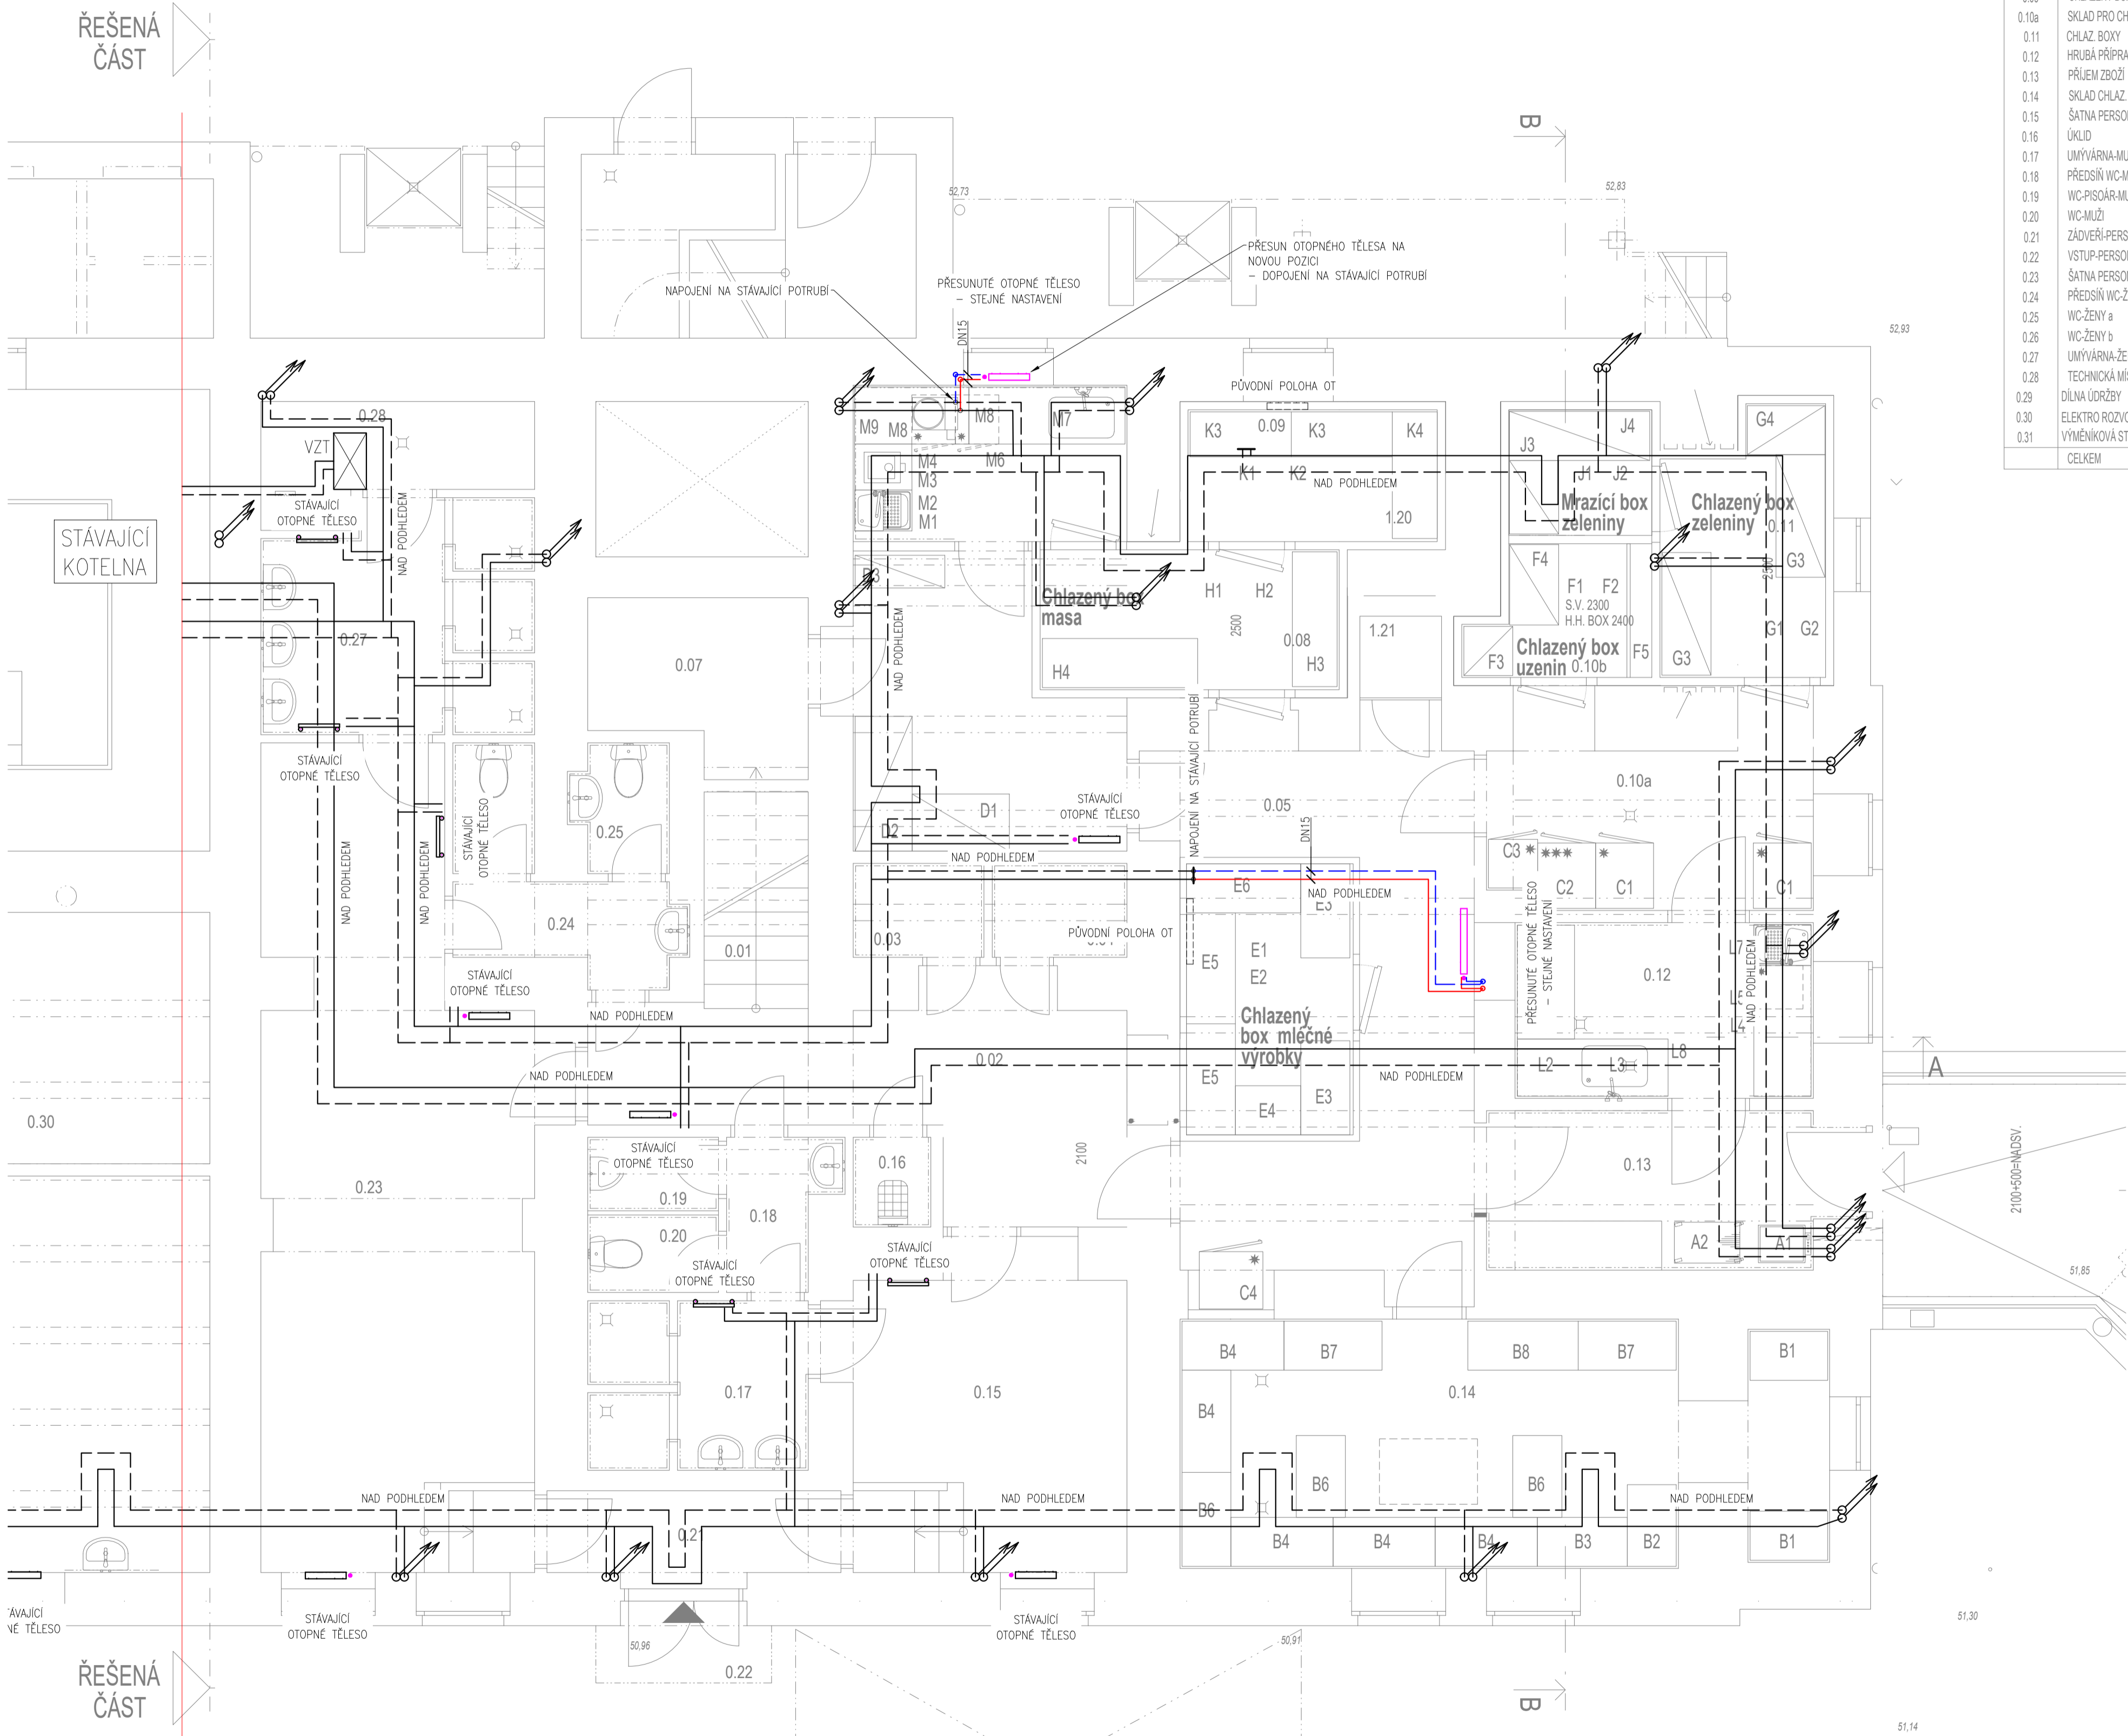 ŘEŠENÁ
ČÁST
0.10a SKLAD PRO CH
0.11 CHLAZ. BOXY
0.12 HRUBÁ PŘÍPRA
0.13 PŘÍJEM ZBOŽÍ
0.14 SKLAD CHLAZ.
0.15 ŠATNA PERSO
0.16 ÚKLID
0.17 UMÝVÁRNA-MU
0.18 PŘEDSÍŇ WC-M
0.19 WC-PISOÁR-MU
0.20 WC-MUŽI
0.21 ZÁDVEŘÍ-PERS
0.22 VSTUP-PERSO
0.23 ŠATNA PERSO
0.24 PŘEDSÍŇ WC-Ž
0.25 WC-ŽENY a
0.26 WC-ŽENY b
0.27 UMÝVÁRNA-ŽE
0.28 TECHNICKÁ MÍ
0.29 DÍLNA ÚDRŽBY
0.30 ELEKTRO ROZVO
0.31 VÝMĚNÍKOVÁ ST
CELKEM
B
52,73
52,83
52,93
PŘESUN OTOPNÉHO TĚLESA NA
NOVOU POZICI
– DOPOJENÍ NA STÁVAJÍCÍ POTRUBÍ
NAPOJENÍ NA STÁVAJÍCÍ POTRUBÍ
PŘESUNUTÉ OTOPNÉ TĚLESO
– STEJNÉ NASTAVENÍ
DN15
PŮVODNÍ POLOHA OT
0.28
VZT
STÁVAJÍCÍ
OTOPNÉ TĚLESO
NAD PODHLEDEM
STÁVAJÍCÍ
KOTELNA
M9
M8
M8
M7
M4
M3
M6
M2
M1
K3
0.09
K3
K4
K1
K2
NAD PODHLEDEM
1.20
J3
J4
J1
J2
Mrazící box
zeleniny
G4
Chlazený box
zeleniny
0.11
G3
2500
F4
F1
F2
S.V. 2300
H.H. BOX 2400
F3
Chlazený box
uzenin
0.10b
F5
G3
G1
G2
D3
Chlazený box
masa
H1
H2
2500
0.08
H3
H4
1.21
0.27
0.07
NAD PODHLEDEM
STÁVAJÍCÍ
OTOPNÉ TĚLESO
STÁVAJÍCÍ
OTOPNÉ TĚLESO
NAD PODHLEDEM
NAD PODHLEDEM
0.25
0.24
0.01
D2
D1
STÁVAJÍCÍ
OTOPNÉ TĚLESO
NAD PODHLEDEM
NAPOJENÍ NA STÁVAJÍCÍ POTRUBÍ
0.05
DN15
0.10a
C3
C2
C1
C1
0.03
PŮVODNÍ POLOHA OT
E6
NAD PODHLEDEM
E3
E5
E1
E2
Chlazený
box mléčné
výrobky
E5
E4
E3
PŘESUNUTÉ OTOPNÉ TĚLESO
– STEJNÉ NASTAVENÍ
0.12
L7
NAD PODHLEDEM
L4
L8
L2
L3
STÁVAJÍCÍ
OTOPNÉ TĚLESO
NAD PODHLEDEM
NAD PODHLEDEM
0.02
NAD PODHLEDEM
A
0.30
0.23
STÁVAJÍCÍ
OTOPNÉ TĚLESO
0.19
0.20
0.18
0.16
2100
0.13
2100+500=NADSV.
STÁVAJÍCÍ
OTOPNÉ TĚLESO
STÁVAJÍCÍ
OTOPNÉ TĚLESO
A2
A1
C4
51,85
0.17
0.15
B4
B7
B8
B7
B1
B4
0.14
B6
B6
B6
NAD PODHLEDEM
NAD PODHLEDEM
NAD PODHLEDEM
0.21
B4
B4
B4
B3
B2
B1
STÁVAJÍCÍ
OTOPNÉ TĚLESO
STÁVAJÍCÍ
OTOPNÉ TĚLESO
50,96
0.22
50,91
51,30
ŘEŠENÁ
ČÁST
B
51,14